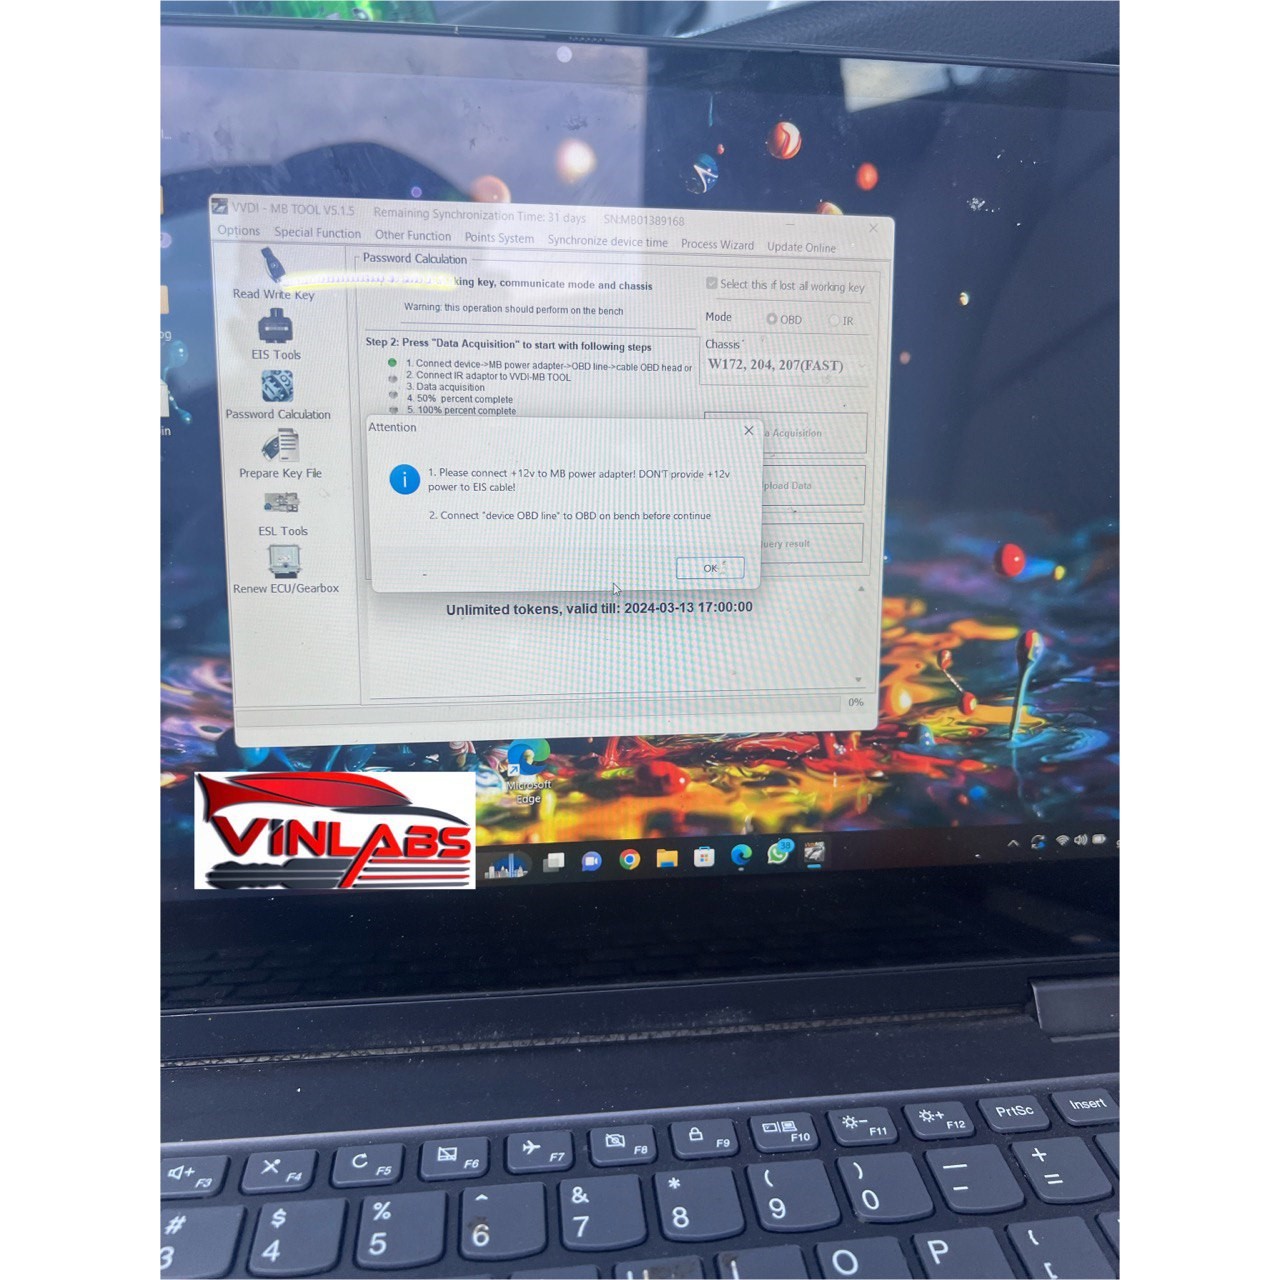 VVDI - MB TOOL V5.1.5 Remaining Synchronization Time: 31 days SN:MB01389168
Options Special Function Other Function Points System Synchronize device time Process Wizard Update Online
Read Write Key
EIS Tools
Password Calculation
Prepare Key File
ESL Tools
Renew ECU/Gearbox
Password Calculation
king key, communicate mode and chassis
Warning: this operation should perform on the bench
Step 2: Press "Data Acquisition" to start with following steps
1. Connect device->MB power adapter->OBD line->cable OBD head or
2. Connect IR adaptor to VVDI-MB TOOL
3. Data acquisition
4. 50% percent complete
5. 100% percent complete
Select this if lost all working key
Mode OBD IR
Chassis
W172, 204, 207(FAST)
a Acquisition
pload Data
uery result
Attention
1. Please connect +12v to MB power adapter! DON'T provide +12v
power to EIS cable!
2. Connect "device OBD line" to OBD on bench before continue
OK
Unlimited tokens, valid till: 2024-03-13 17:00:00
0%
Microsoft
Edge
ViNLABS
38
F3 F4 F5 F6 F7 F8 F9 F10 F11 F12 PrtSc Insert
# $ % ^ & * ( ) — +
3 4 5 6 7 8 9 0 - =
O P {
[